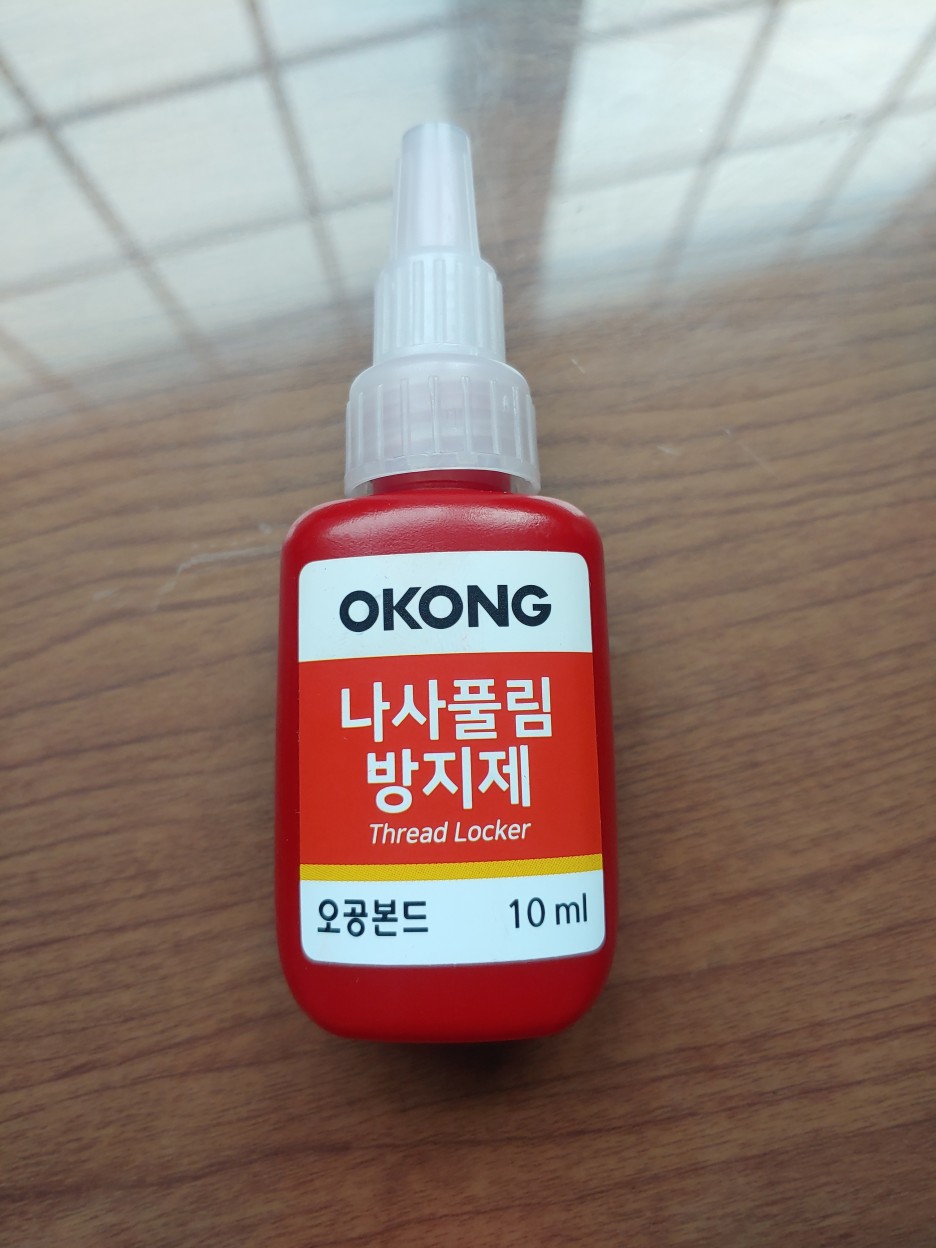 OKONG
나사풀림
방지제
Thread Locker
오공본드 10 ml